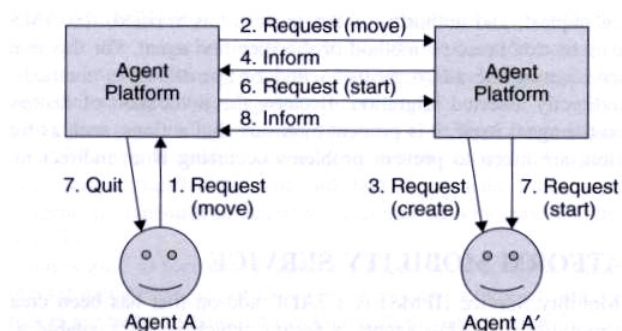 2. Request (move)
4. Inform
6. Request (start)
8. Inform
Agent
Platform
Agent
Platform
7. Quit
1. Request
(move)
3. Request
(create)
7. Request
(start)
Agent A
Agent A′